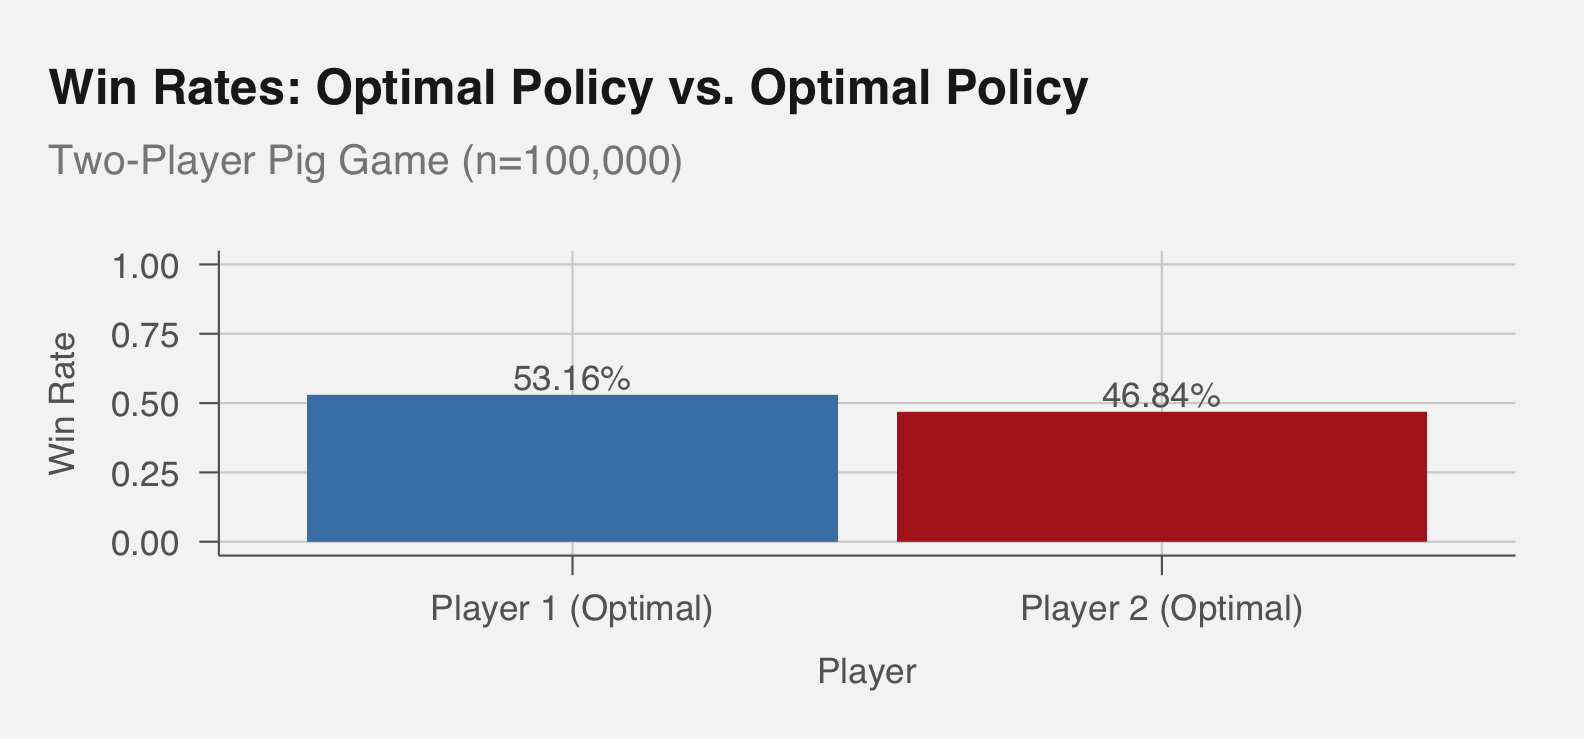 Win Rates: Optimal Policy vs. Optimal Policy
Two-Player Pig Game (n=100,000)
1.00
0.75
0.50
0.25
0.00
Win Rate
53.16%
46.84%
Player 1 (Optimal)
Player 2 (Optimal)
Player